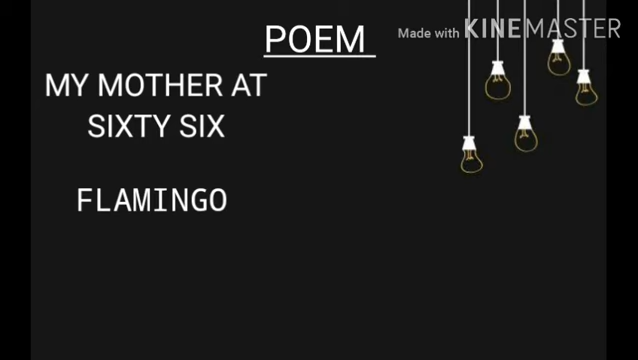 POEM
Made with KINEMASTER
MY MOTHER AT
SIXTY SIX
FLAMINGO